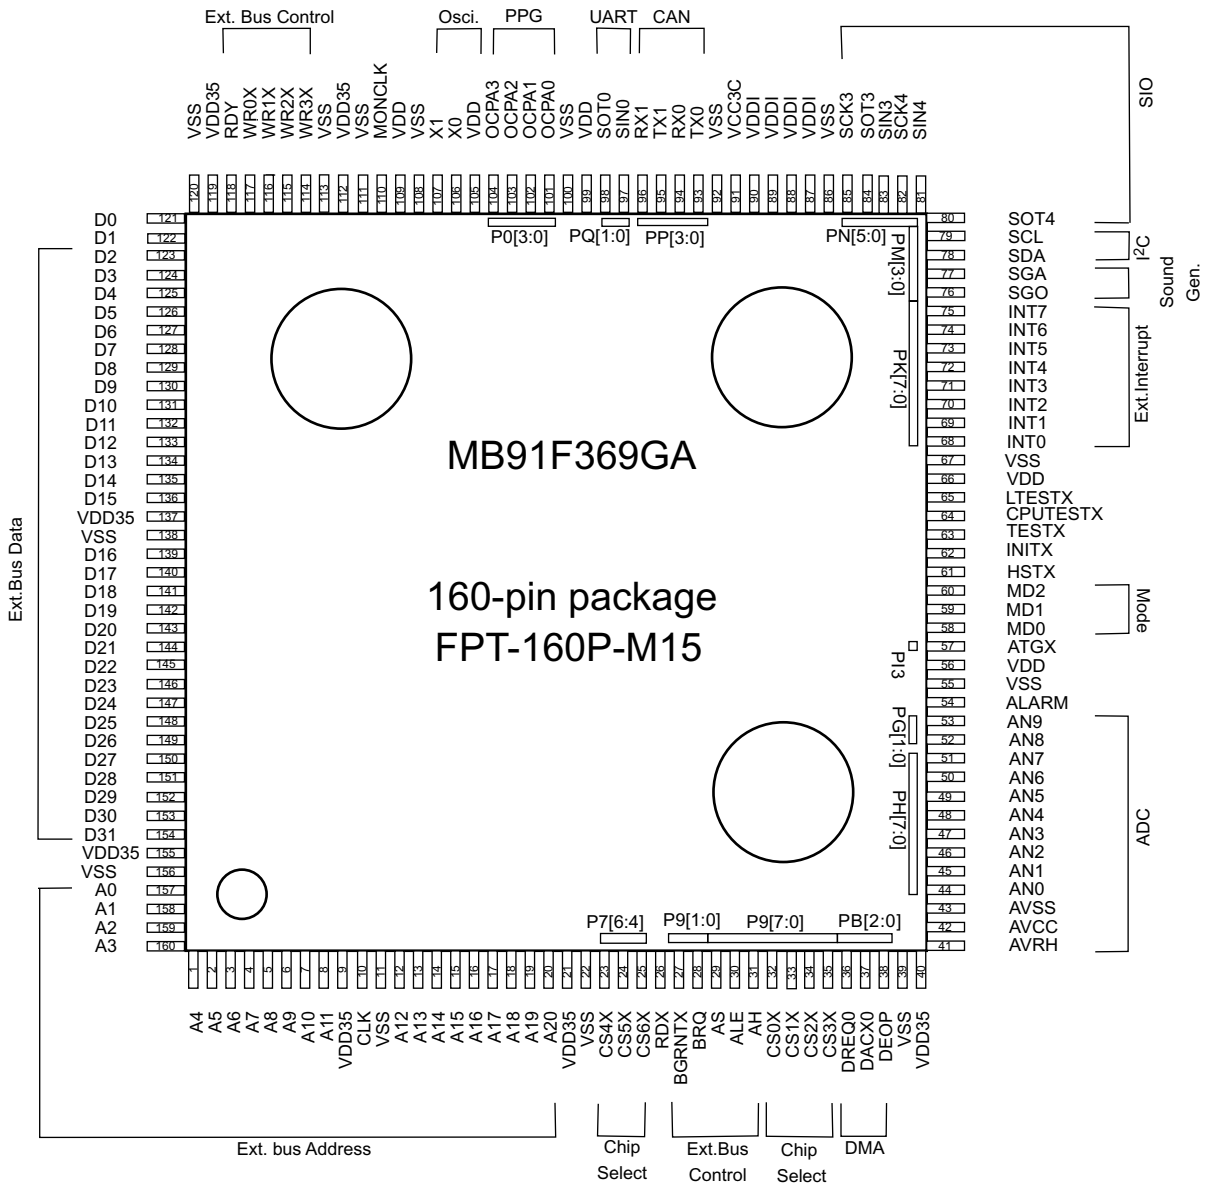 Ext. Bus Control
Osci.
PPG
UART
CAN
SIO
VSS
VDD35
RDY
WR0X
WR1X
WR2X
WR3X
VSS
VDD35
VSS
MONCLK
VDD
VSS
X1
X0
VDD
OCPA3
OCPA2
OCPA1
OCPA0
VSS
VDD
SOT0
SIN0
RX1
TX1
RX0
TX0
VSS
VCC3C
VDDI
VDDI
VDDI
VDDI
VSS
SCK3
SOT3
SIN3
SCK4
SIN4
120
119
118
117
116
115
114
113
112
111
110
109
108
107
106
105
104
103
102
101
100
99
98
97
96
95
94
93
92
91
90
89
88
87
86
85
84
83
82
81
P0[3:0]
PQ[1:0]
PP[3:0]
PN[5:0]
D0 121
D1 122
D2 123
D3 124
D4 125
D5 126
D6 127
D7 128
D8 129
D9 130
D10 131
D11 132
D12 133
D13 134
D14 135
D15 136
VDD35 137
VSS 138
D16 139
D17 140
D18 141
D19 142
D20 143
D21 144
D22 145
D23 146
D24 147
D25 148
D26 149
D27 150
D28 151
D29 152
D30 153
D31 154
VDD35 155
VSS 156
A0 157
A1 158
A2 159
A3 160
Ext.Bus Data
MB91F369GA
160-pin package
FPT-160P-M15
PM[3:0]
PK[7:0]
PI3
PG[1:0]
PH[7:0]
80 SOT4
79 SCL
78 SDA
77 SGA
76 SGO
75 INT7
74 INT6
73 INT5
72 INT4
71 INT3
70 INT2
69 INT1
68 INT0
67 VSS
66 VDD
65 LTESTX
64 CPUTESTX
63 TESTX
62 INITX
61 HSTX
60 MD2
59 MD1
58 MD0
57 ATGX
56 VDD
55 VSS
54 ALARM
53 AN9
52 AN8
51 AN7
50 AN6
49 AN5
48 AN4
47 AN3
46 AN2
45 AN1
44 AN0
43 AVSS
42 AVCC
41 AVRH
I2C
Sound
Gen.
Ext.Interrupt
Mode
ADC
P7[6:4]
P9[1:0]
P9[7:0]
PB[2:0]
1
2
3
4
5
6
7
8
9
10
11
12
13
14
15
16
17
18
19
20
21
22
23
24
25
26
27
28
29
30
31
32
33
34
35
36
37
38
39
40
A4
A5
A6
A7
A8
A9
A10
A11
VDD35
CLK
VSS
A12
A13
A14
A15
A16
A17
A18
A19
A20
VDD35
VSS
CS4X
CS5X
CS6X
RDX
BGRNTX
BRQ
AS
ALE
AH
CS0X
CS1X
CS2X
CS3X
DREQ0
DACX0
DEOP
VSS
VDD35
Ext. bus Address
Chip
Select
Ext.Bus
Control
Chip
Select
DMA